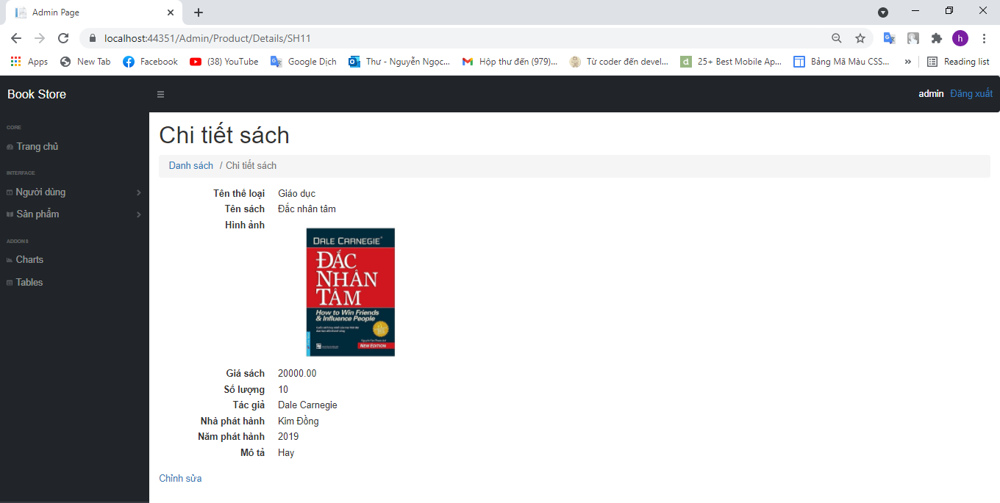 Admin Page
localhost:44351/Admin/Product/Details/SH11
h
Apps
New Tab
Facebook
(38) YouTube
Google Dịch
Thư - Nguyễn Ngọc...
Hộp thư đến (979)...
Từ coder đến devel...
d
25+ Best Mobile Ap...
Bảng Mã Màu CSS...
»
Reading list
Book Store
admin Đăng xuất
CORE
Trang chủ
INTERFACE
Người dùng
Sản phẩm
ADDONS
Charts
Tables
Chi tiết sách
Danh sách / Chi tiết sách
Tên thể loại Giáo dục
Tên sách Đắc nhân tâm
Hình ảnh
DALE CARNEGIE
ĐẮC
NHÂN
TÂM
How to Win Friends
& Influence People
NEW EDITION
Giá sách 20000.00
Số lượng 10
Tác giả Dale Carnegie
Nhà phát hành Kim Đồng
Năm phát hành 2019
Mô tả Hay
Chỉnh sửa